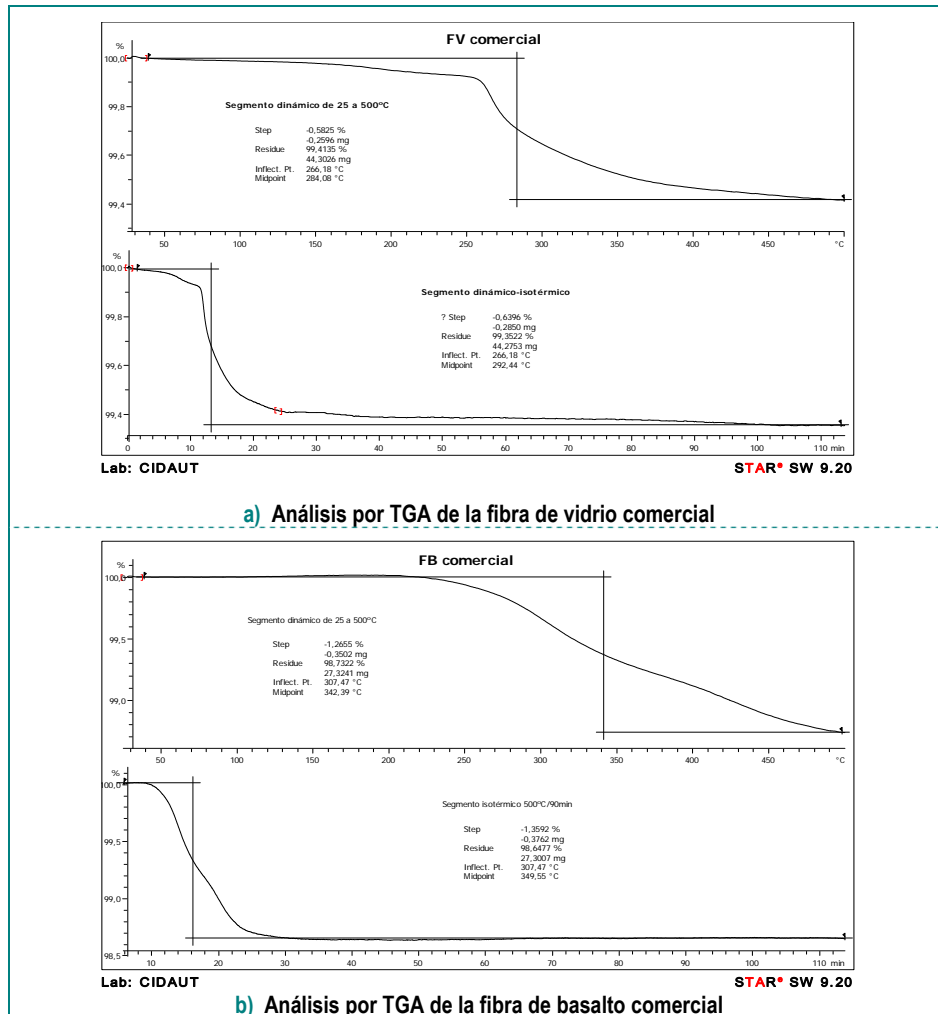 FV comercial
%
100,0
99,8
99,6
99,4
Segmento dinámico de 25 a 500ºC
Step -0,5825 %
-0,2596 mg
Residue 99,4135 %
44,3026 mg
Inflect. Pt. 266,18 °C
Midpoint 284,08 °C
50 100 150 200 250 300 350 400 450 °C
%
100,0
99,8
99,6
99,4
Segmento dinámico-isotérmico
? Step -0,6396 %
-0,2850 mg
Residue 99,3522 %
44,2753 mg
Inflect. Pt. 266,18 °C
Midpoint 292,44 °C
0 10 20 30 40 50 60 70 80 90 100 110 min
Lab: CIDAUT STARe SW 9.20
a) Análisis por TGA de la fibra de vidrio comercial
FB comercial
%
100,0
99,5
99,0
Segmento dinámico de 25 a 500ºC
Step -1,2655 %
-0,3502 mg
Residue 98,7322 %
27,3241 mg
Inflect. Pt. 307,47 °C
Midpoint 342,39 °C
50 100 150 200 250 300 350 400 450 °C
%
100,0
99,5
99,0
98,5
Segmento isotérmico 500ºC/90min
Step -1,3592 %
-0,3762 mg
Residue 98,6477 %
27,3007 mg
Inflect. Pt. 307,47 °C
Midpoint 349,55 °C
10 20 30 40 50 60 70 80 90 100 110 min
Lab: CIDAUT STARe SW 9.20
b) Análisis por TGA de la fibra de basalto comercial